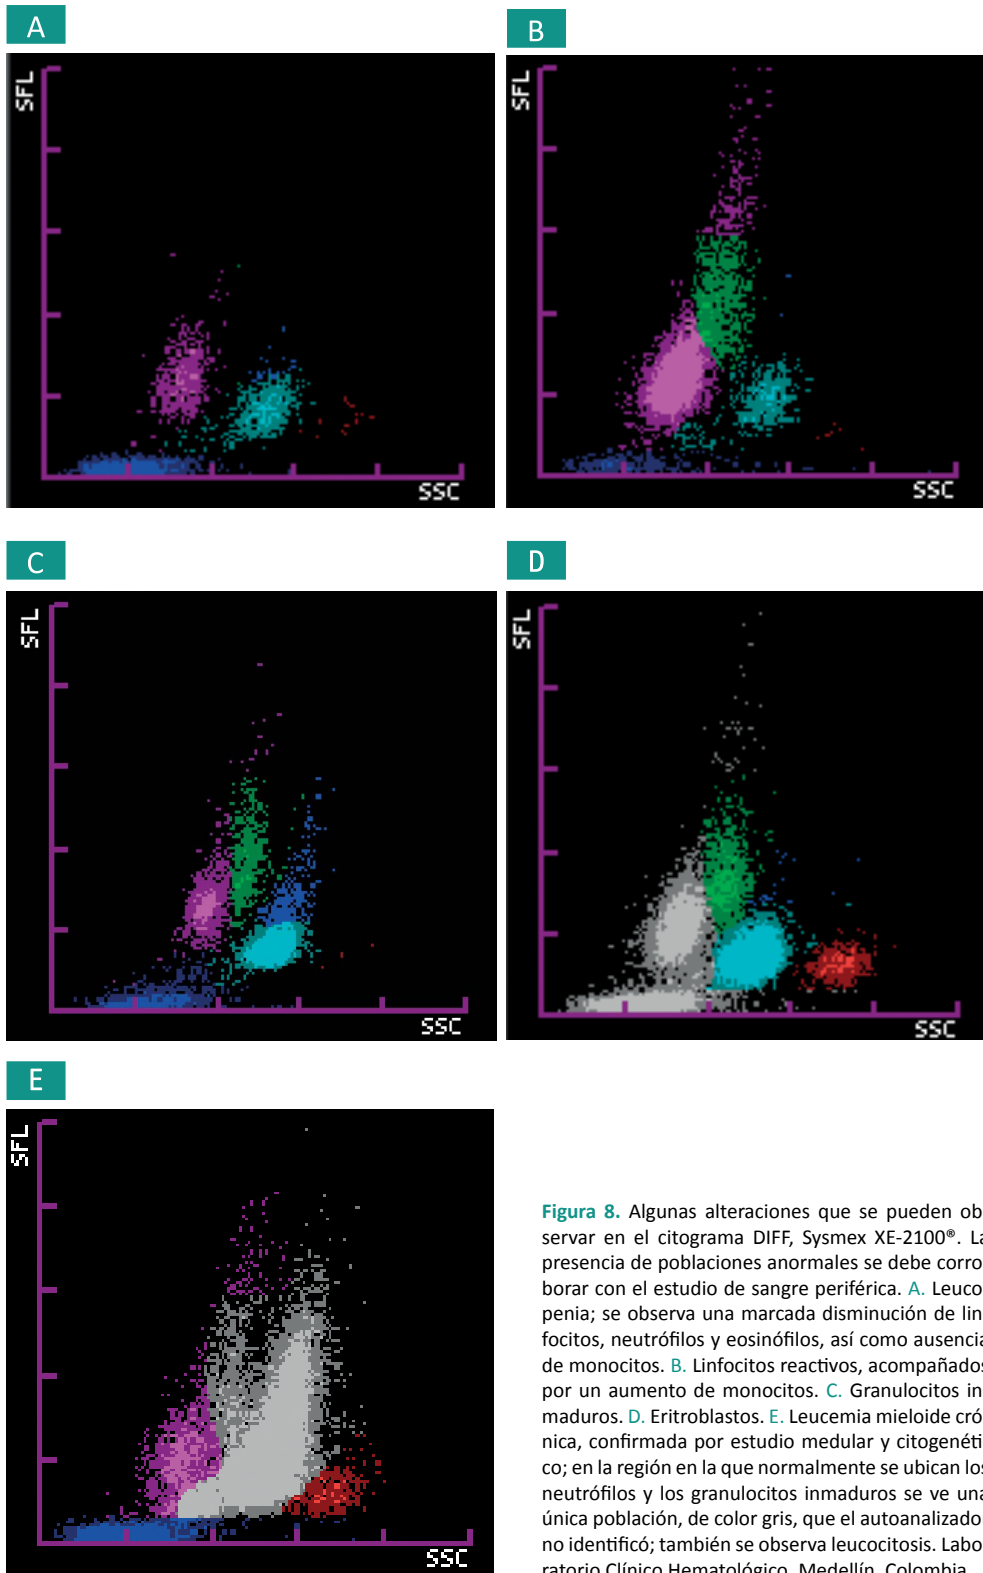 A
SFL
SSC
B
SFL
SSC
C
SFL
SSC
D
SFL
SSC
E
SFL
SSC
Figura 8. Algunas alteraciones que se pueden ob
servar en el citograma DIFF, Sysmex XE-2100®. La
presencia de poblaciones anormales se debe corro
borar con el estudio de sangre periférica. A. Leuco
penia; se observa una marcada disminución de lin
focitos, neutrófilos y eosinófilos, así como ausencia
de monocitos. B. Linfocitos reactivos, acompañados
por un aumento de monocitos. C. Granulocitos in
maduros. D. Eritroblastos. E. Leucemia mieloide cró
nica, confirmada por estudio medular y citogenéti
co; en la región en la que normalmente se ubican los
neutrófilos y los granulocitos inmaduros se ve una
única población, de color gris, que el autoanalizado
no identificó; también se observa leucocitosis. Labo
ratorio Clínico Hematológico, Medellín, Colombia